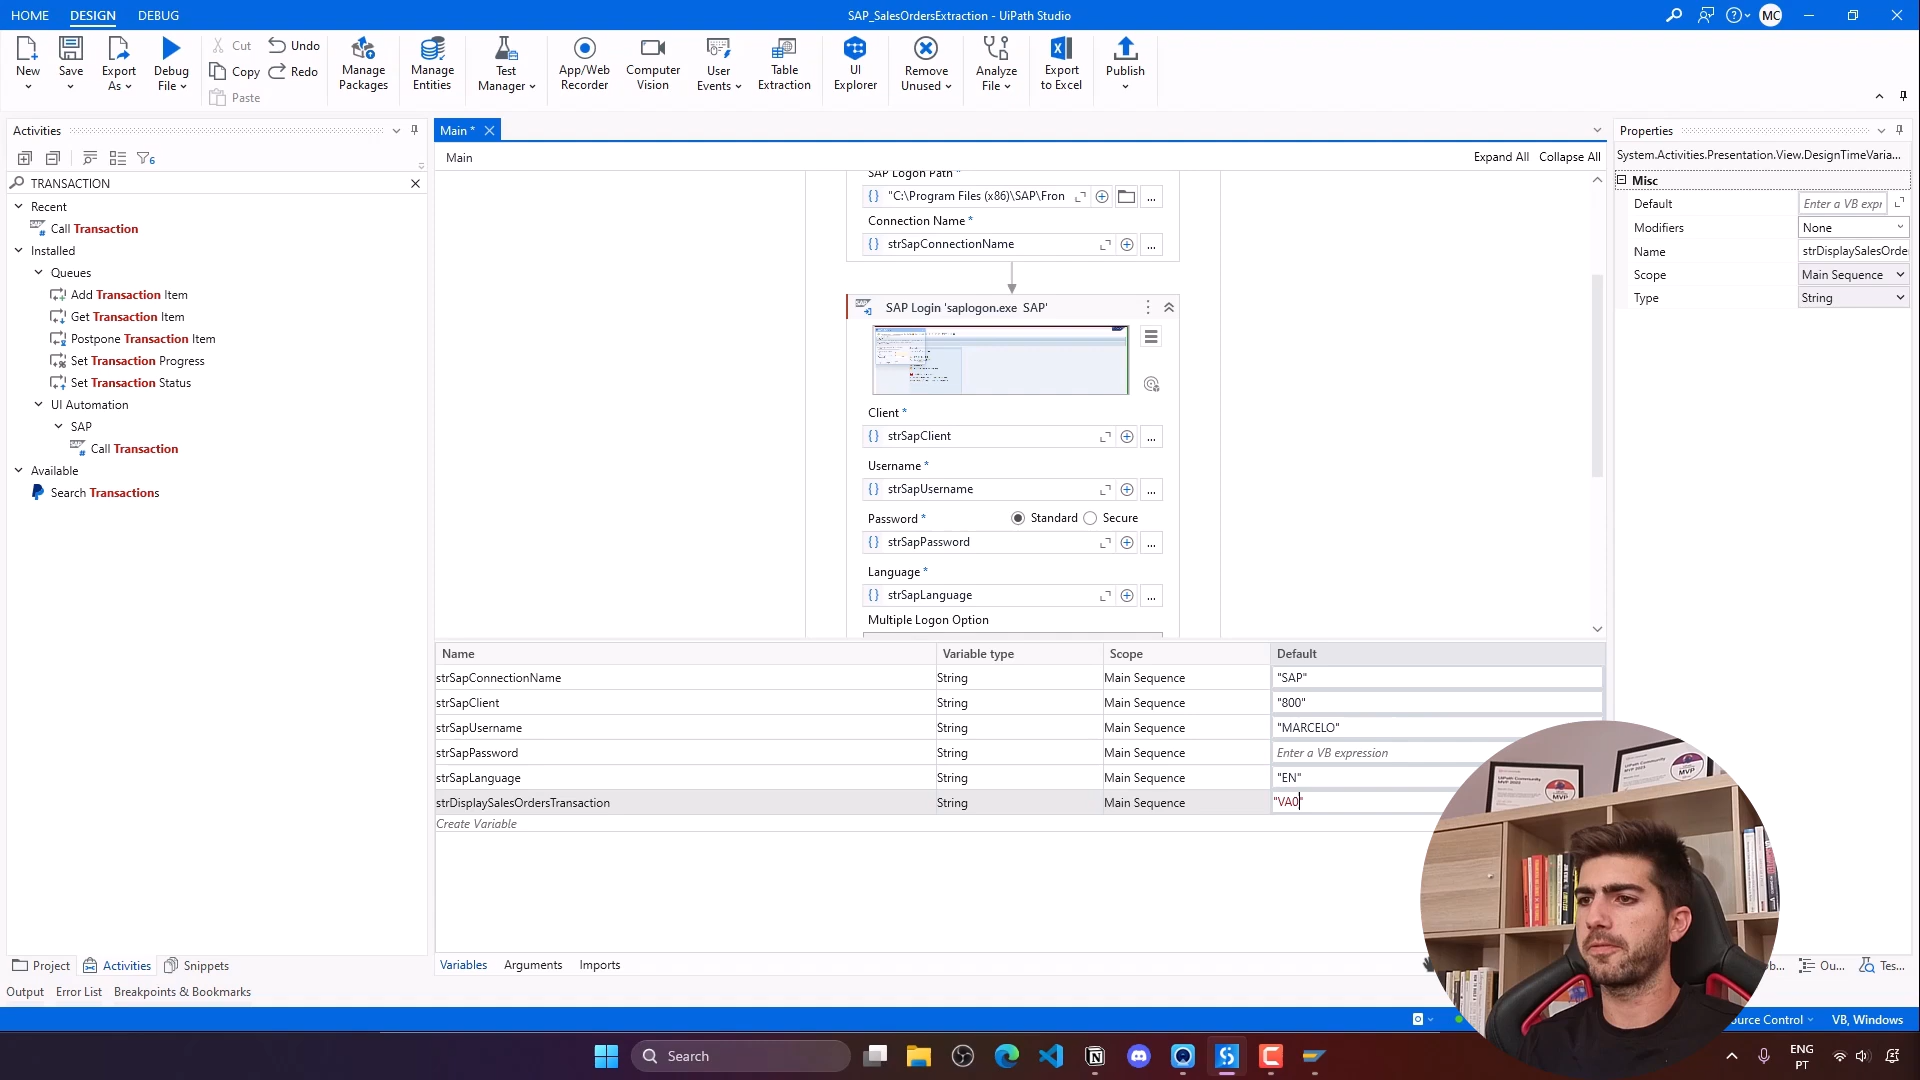 HOME DESIGN DEBUG
SAP_SalesOrdersExtraction - UiPath Studio
MC
New
Save
Export As
Debug File
Cut
Copy
Paste
Undo
Redo
Manage Packages
Manage Entities
Test Manager
App/Web Recorder
Computer Vision
User Events
Table Extraction
UI Explorer
Remove Unused
Analyze File
Export to Excel
Publish
Activities
6
TRANSACTION
Recent
Call Transaction
Installed
Queues
Add Transaction Item
Get Transaction Item
Postpone Transaction Item
Set Transaction Progress
Set Transaction Status
UI Automation
SAP
Call Transaction
Available
Search Transactions
Project Activities Snippets
Main *
Main
Expand All Collapse All
SAP Logon Path *
"C:\Program Files (x86)\SAP\Fron
Connection Name *
strSapConnectionName
SAP Login 'saplogon.exe SAP'
Client *
strSapClient
Username *
strSapUsername
Password * Standard Secure
strSapPassword
Language *
strSapLanguage
Multiple Logon Option
Name Variable type Scope Default
strSapConnectionName String Main Sequence "SAP"
strSapClient String Main Sequence "800"
strSapUsername String Main Sequence "MARCELO"
strSapPassword String Main Sequence Enter a VB expression
strSapLanguage String Main Sequence "EN"
strDisplaySalesOrdersTransaction String Main Sequence "VA0"
Create Variable
Variables Arguments Imports
Properties
System.Activities.Presentation.View.DesignTimeVaria...
Misc
Default Enter a VB expr
Modifiers None
Name strDisplaySalesOrde
Scope Main Sequence
Type String
Ou...
Tes...
Output Error List Breakpoints & Bookmarks
VB, Windows
Search
ENG
PT